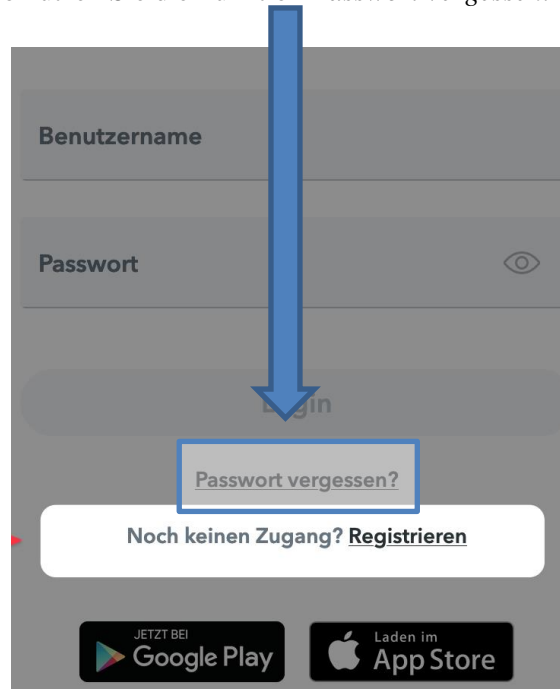 Benutzername
Passwort
Passwort vergessen?
Noch keinen Zugang? Registrieren
JETZT BEI
Google Play
Laden im
App Store